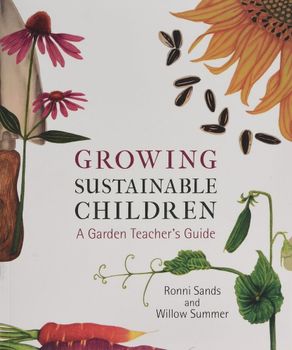 GROWING
SUSTAINABLE
CHILDREN
A Garden Teacher's Guide
Ronni Sands
and
Willow Summer